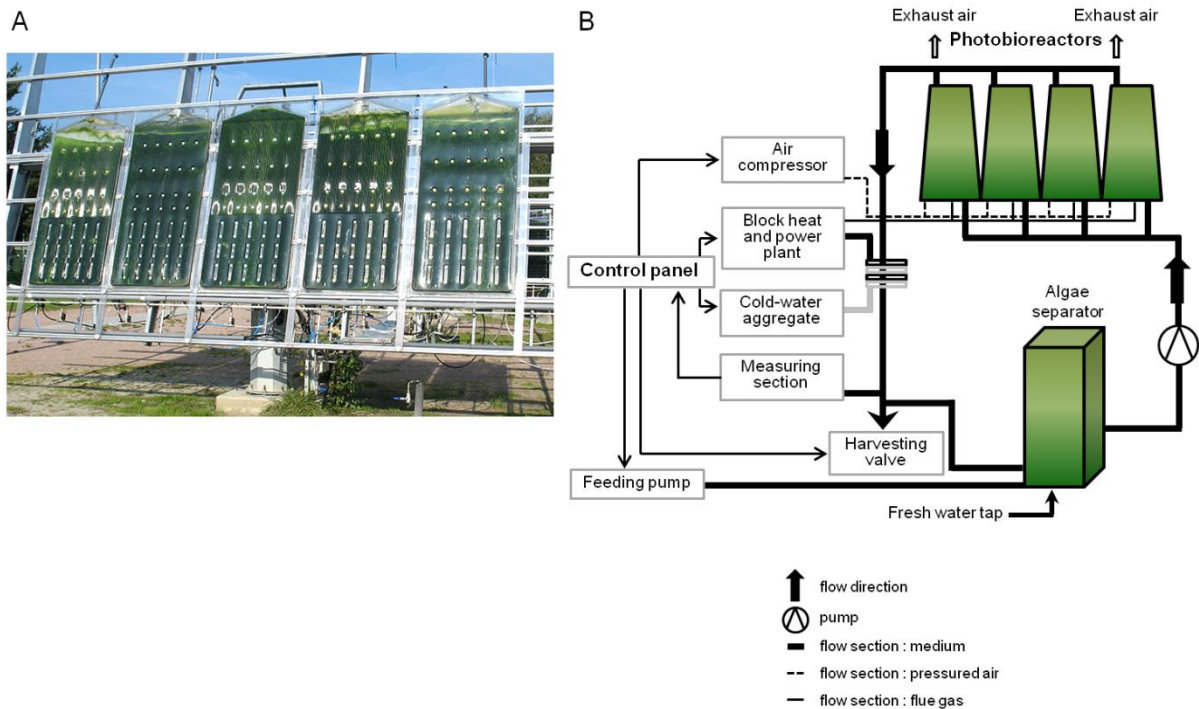 A
B
Exhaust air
Exhaust air
Photobioreactors
Air
compressor
Block heat
and power
plant
Control panel
Cold-water
aggregate
Algae
separator
Measuring
section
Harvesting
valve
Feeding pump
Fresh water tap
flow direction
pump
flow section : medium
flow section : pressured air
flow section : flue gas